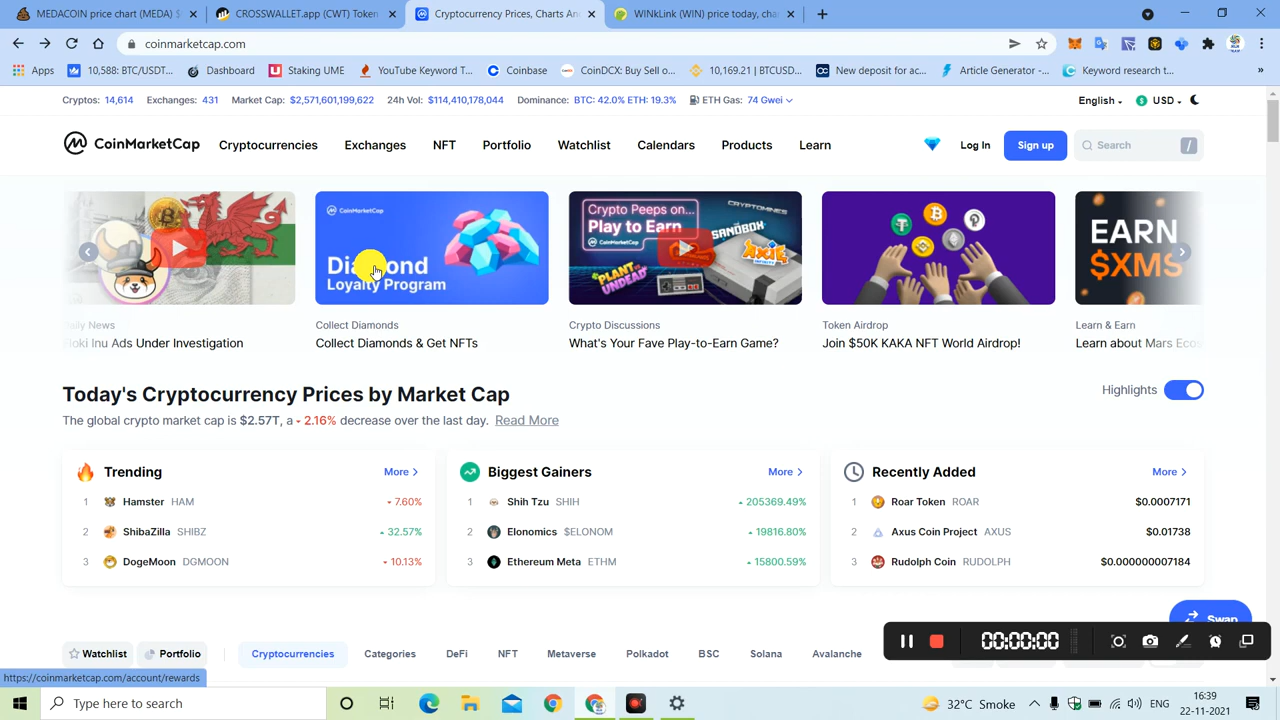 MEDACOIN price chart (MEDA) $
CROSSWALLET.app (CWT) Token
Cryptocurrency Prices, Charts An
WINkLink (WIN) price today, cha
coinmarketcap.com
Apps
10,588: BTC/USDT...
Dashboard
Staking UME
YouTube Keyword T...
Coinbase
CoinDCX: Buy Sell o...
10,169.21 | BTCUSD...
New deposit for ac...
Article Generator -...
Keyword research t...
»
Cryptos: 14,614 Exchanges: 431 Market Cap: $2,571,601,199,622 24h Vol: $114,410,178,044 Dominance: BTC: 42.0% ETH: 19.3% ETH Gas: 74 Gwei
English USD
CoinMarketCap Cryptocurrencies Exchanges NFT Portfolio Watchlist Calendars Products Learn
Log In Sign up Search /
CoinMarketCap
Diamond
Loyalty Program
Crypto Peeps on...
Play to Earn
CoinMarketCap
CRYPTOMINES
THE SANDBOX
AXIE
INFINITY
PLANT VS
UNDEAD
EARN
$XMS
aily News
Floki Inu Ads Under Investigation
Collect Diamonds
Collect Diamonds & Get NFTs
Crypto Discussions
What's Your Fave Play-to-Earn Game?
Token Airdrop
Join $50K KAKA NFT World Airdrop!
Learn & Earn
Learn about Mars Ecos
Today's Cryptocurrency Prices by Market Cap
Highlights
The global crypto market cap is $2.57T, a 2.16% decrease over the last day. Read More
Trending More
1 Hamster HAM 7.60%
2 ShibaZilla SHIBZ 32.57%
3 DogeMoon DGMOON 10.13%
Biggest Gainers More
1 Shih Tzu SHIH 205369.49%
2 Elonomics $ELONOM 19816.80%
3 Ethereum Meta ETHM 15800.59%
Recently Added More
1 Roar Token ROAR $0.0007171
2 Axus Coin Project AXUS $0.01738
3 Rudolph Coin RUDOLPH $0.000000007184
Swap
00:00:00
Watchlist Portfolio Cryptocurrencies Categories DeFi NFT Metaverse Polkadot BSC Solana Avalanche
https://coinmarketcap.com/account/rewards
Type here to search
32°C Smoke
ENG
16:39
22-11-2021